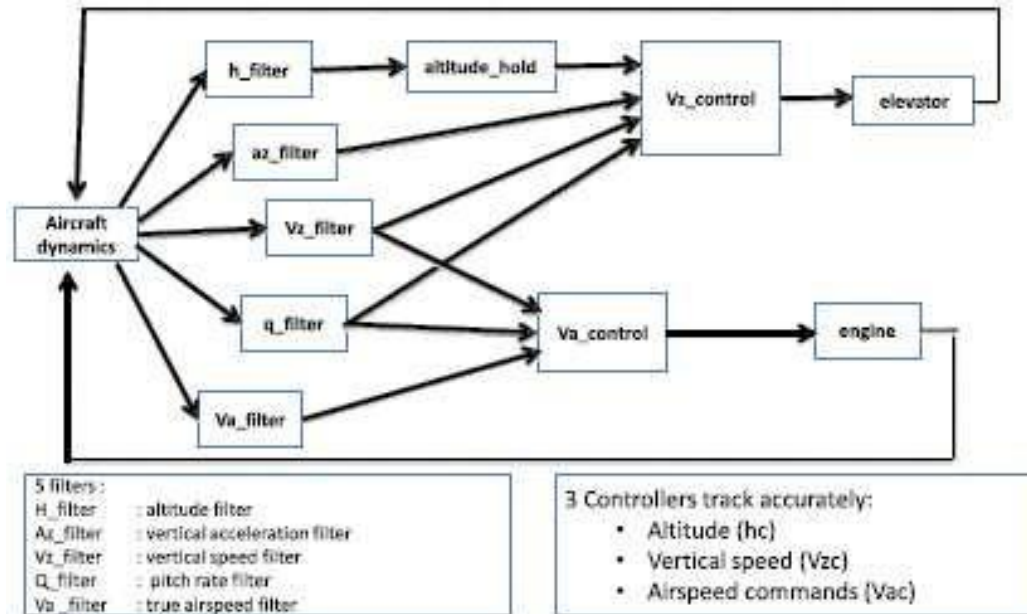 h_filter
altitude_hold
Vz_control
elevator
az_filter
Aircraft
dynamics
Vz_filter
q_filter
Va_control
engine
Va_filter
5 filters :
H_filter : altitude filter
Az_filter : vertical acceleration filter
Vz_filter : vertical speed filter
Q_filter : pitch rate filter
Va _filter : true airspeed filter
3 Controllers track accurately:
• Altitude (hc)
• Vertical speed (Vzc)
• Airspeed commands (Vac)